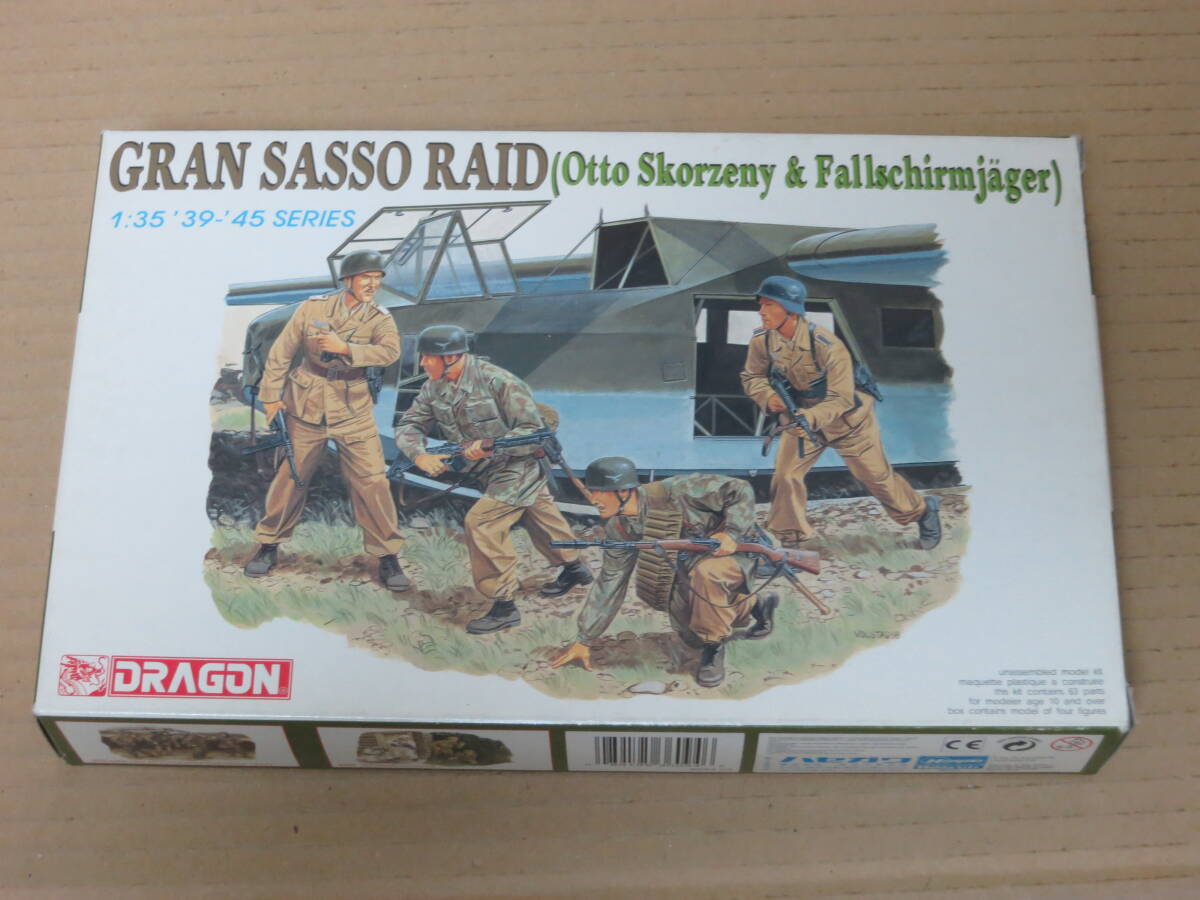 GRAN SASSO RAID (Otto Skorzeny & Fallschirmjäger)
1:35 '39-'45 SERIES
DRAGON
unassembled model kit
maquette plastique a construire
this kit contains 63 parts
for modeler age 10 and over
box contains model of four figures
CE